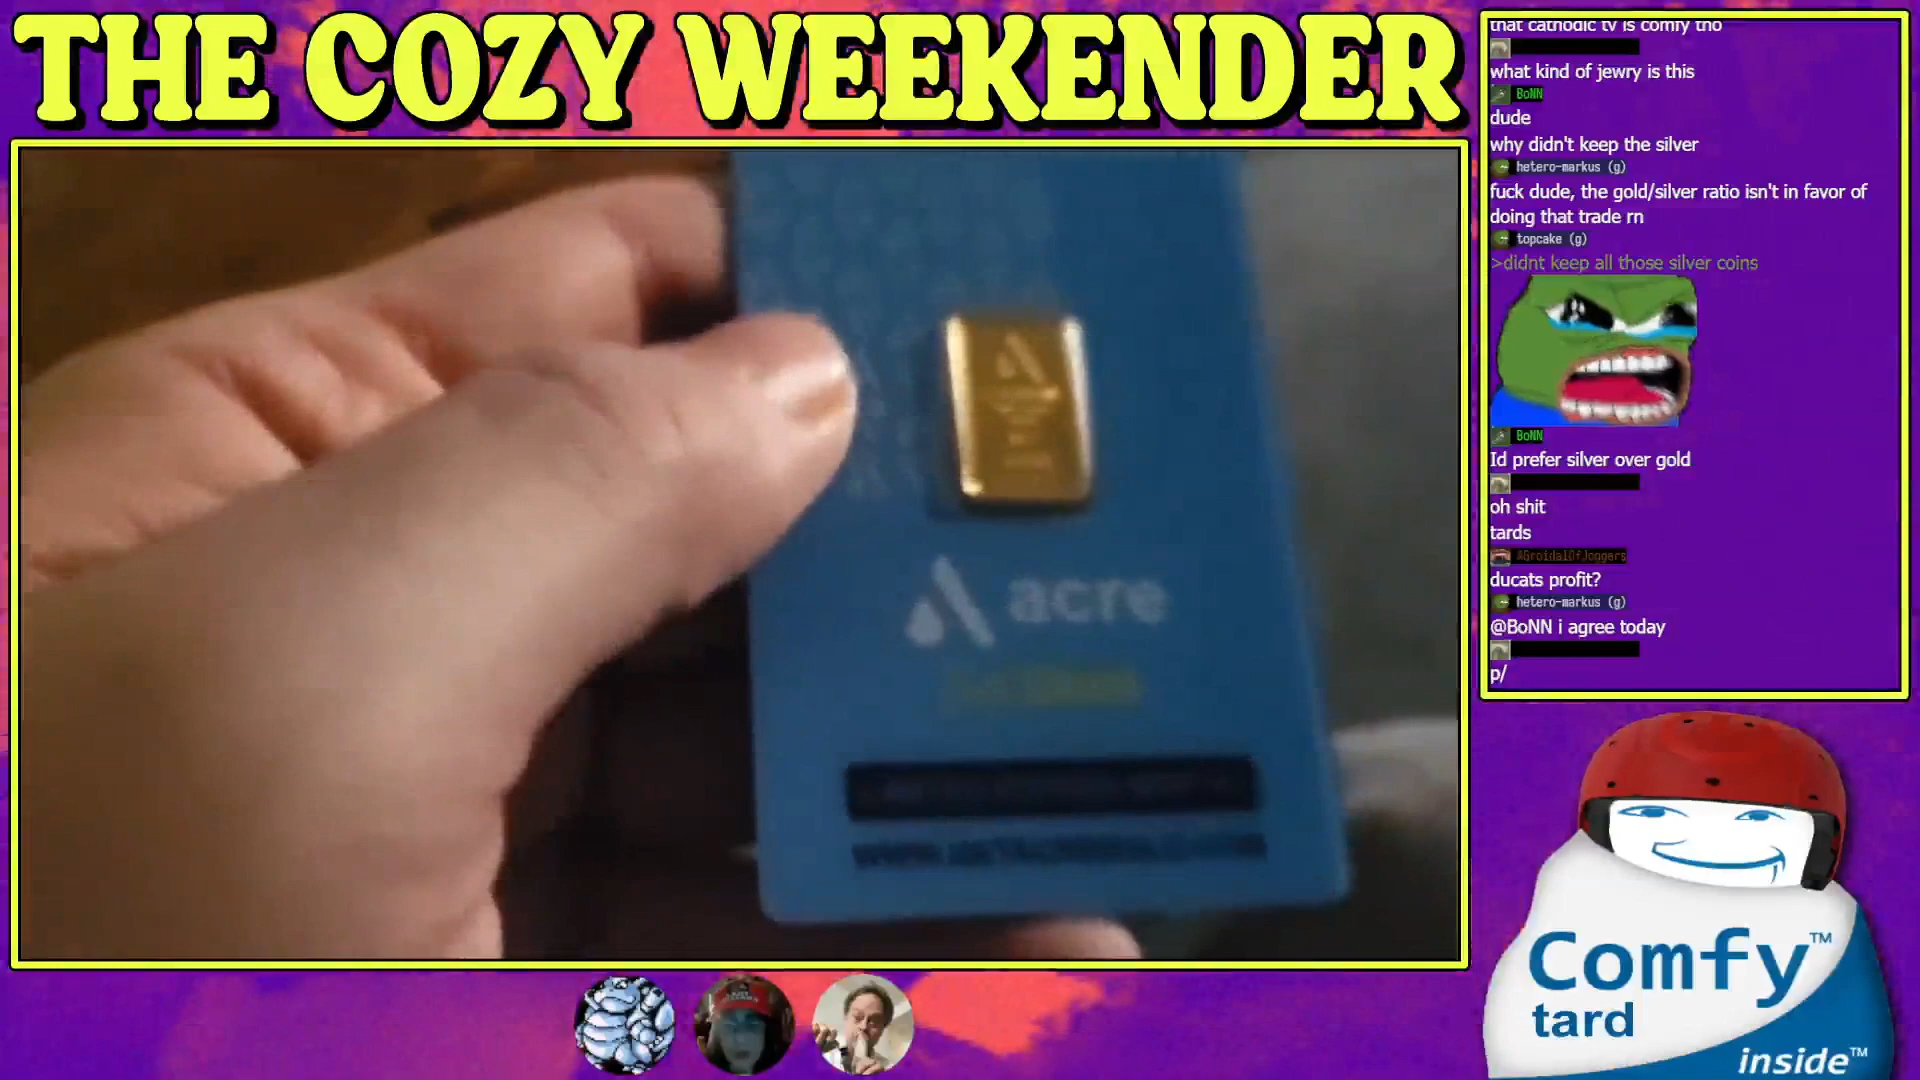 THE COZY WEEKENDER
that cathodic tv is comfy tho
what kind of jewry is this
BoNN
dude
why didn't keep the silver
hetero-markus (g)
fuck dude, the gold/silver ratio isn't in favor of
doing that trade rn
topcake (g)
>didnt keep all those silver coins
BoNN
Id prefer silver over gold
oh shit
tards
AGroidalOfJoggers
ducats profit?
hetero-markus (g)
@BoNN i agree today
p/
acre
Comfy™
tard
inside™